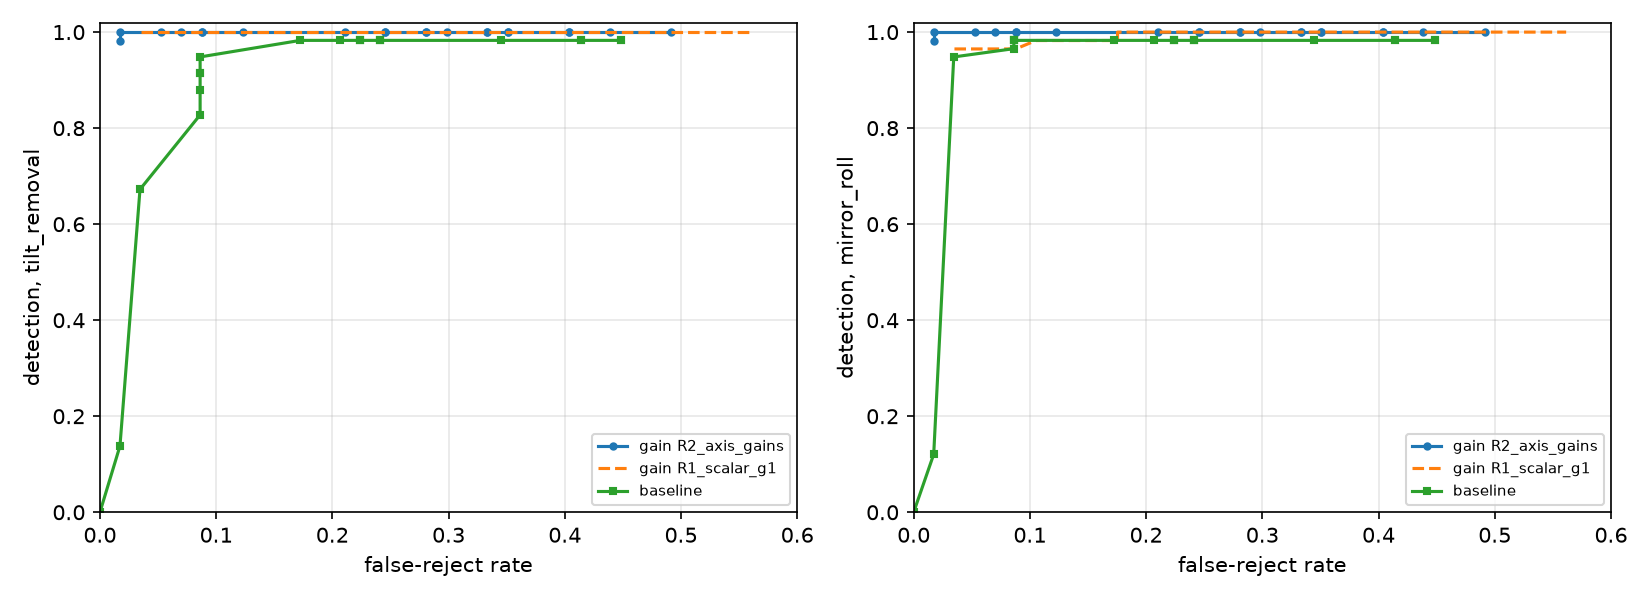 detection, tilt_removal
1.0
0.8
0.6
0.4
0.2
0.0
0.0 0.1 0.2 0.3 0.4 0.5 0.6
false-reject rate
gain R2_axis_gains
gain R1_scalar_g1
baseline
detection, mirror_roll
1.0
0.8
0.6
0.4
0.2
0.0
0.0 0.1 0.2 0.3 0.4 0.5 0.6
false-reject rate
gain R2_axis_gains
gain R1_scalar_g1
baseline